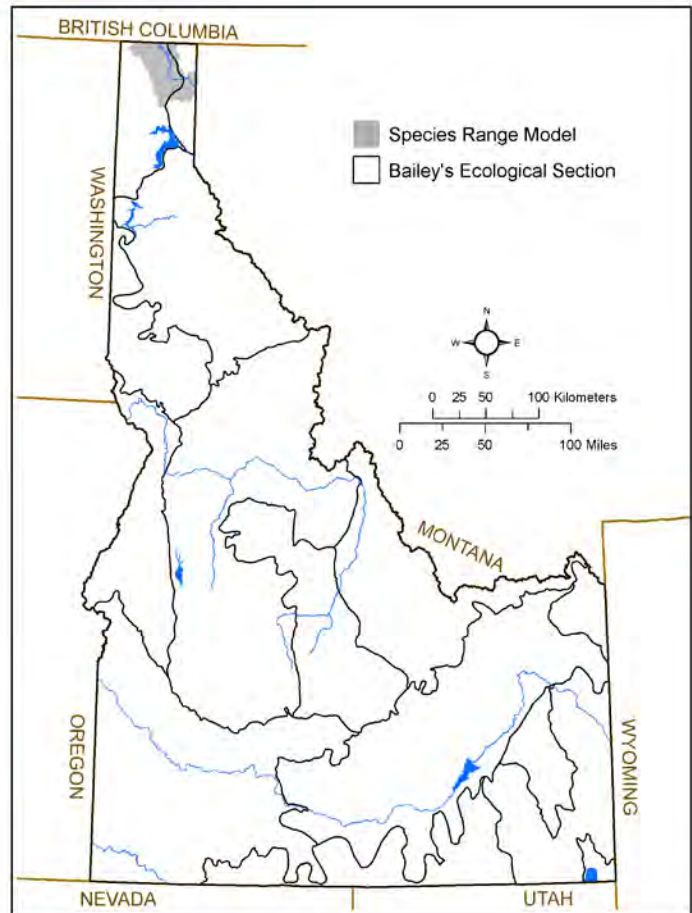 BRITISH COLUMBIA
Species Range Model
Bailey's Ecological Section
WASHINGTON
N
W E
S
0 25 50 100 Kilometers
0 25 50 100 Miles
MONTANA
OREGON
WYOMING
NEVADA
UTAH